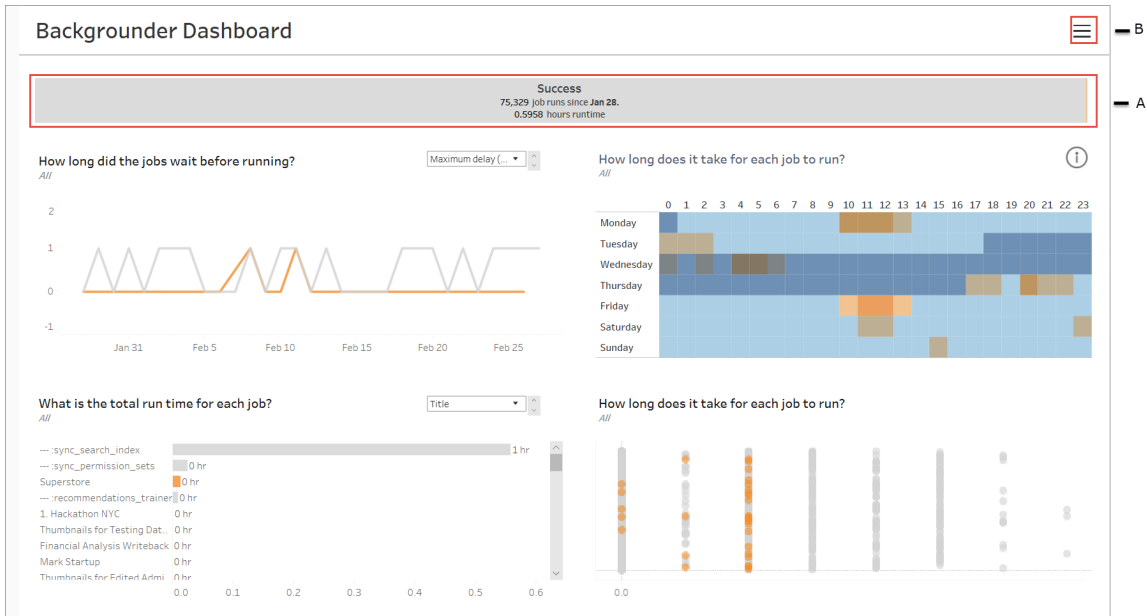 Backgrounder Dashboard
B
Success
75,329 job runs since Jan 28.
0.5958 hours runtime
A
How long did the jobs wait before running?
All
Maximum delay (...
2
1
0
-1
Jan 31 Feb 5 Feb 10 Feb 15 Feb 20 Feb 25
How long does it take for each job to run?
All
0 1 2 3 4 5 6 7 8 9 10 11 12 13 14 15 16 17 18 19 20 21 22 23
Monday
Tuesday
Wednesday
Thursday
Friday
Saturday
Sunday
What is the total run time for each job?
All
Title
--- :sync_search_index 1 hr
--- :sync_permission_sets 0 hr
Superstore 0 hr
--- :recommendations_trainer 0 hr
1. Hackathon NYC 0 hr
Thumbnails for Testing Dat.. 0 hr
Financial Analysis Writeback 0 hr
Mark Startup 0 hr
Thumbnails for Edited Admi.. 0 hr
0.0 0.1 0.2 0.3 0.4 0.5 0.6
How long does it take for each job to run?
All
0.0